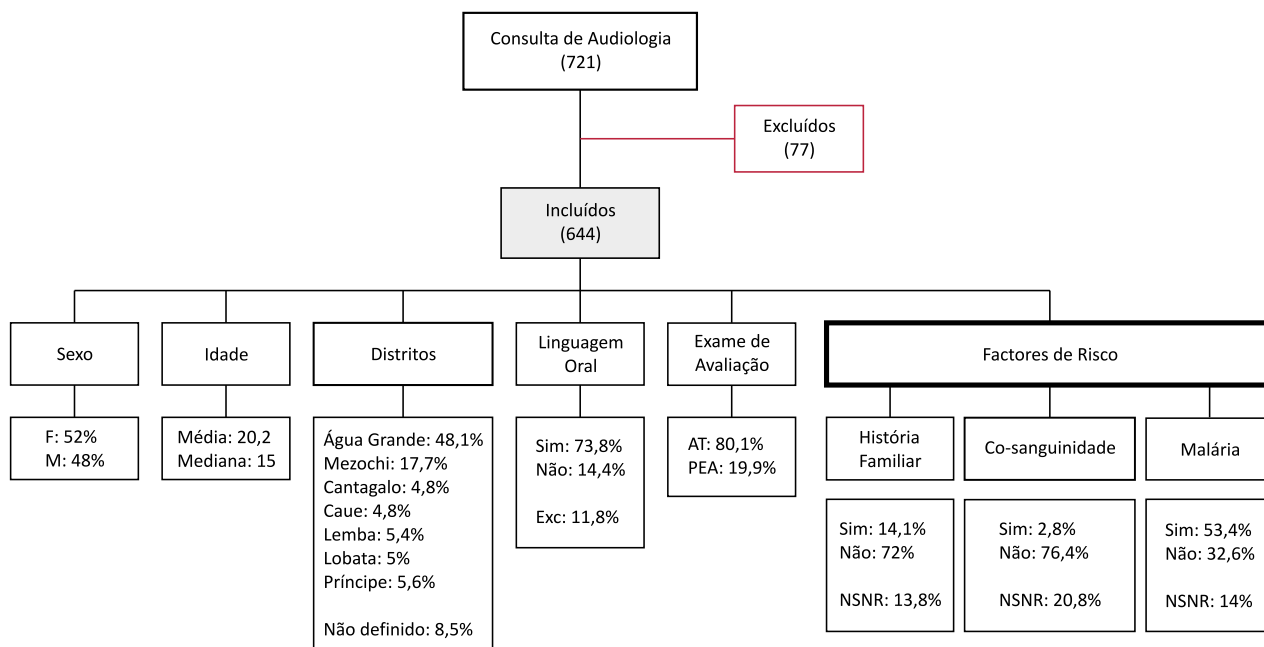 Consulta de Audiologia
(721)
Excluídos
(77)
Incluídos
(644)
Sexo
F: 52%
M: 48%
Idade
Média: 20,2
Mediana: 15
Distritos
Água Grande: 48,1%
Mezochi: 17,7%
Cantagalo: 4,8%
Caue: 4,8%
Lemba: 5,4%
Lobata: 5%
Príncipe: 5,6%
Não definido: 8,5%
Linguagem
Oral
Sim: 73,8%
Não: 14,4%
Exc: 11,8%
Exame de
Avaliação
AT: 80,1%
PEA: 19,9%
Factores de Risco
História
Familiar
Sim: 14,1%
Não: 72%
NSNR: 13,8%
Co-sanguinidade
Sim: 2,8%
Não: 76,4%
NSNR: 20,8%
Malária
Sim: 53,4%
Não: 32,6%
NSNR: 14%